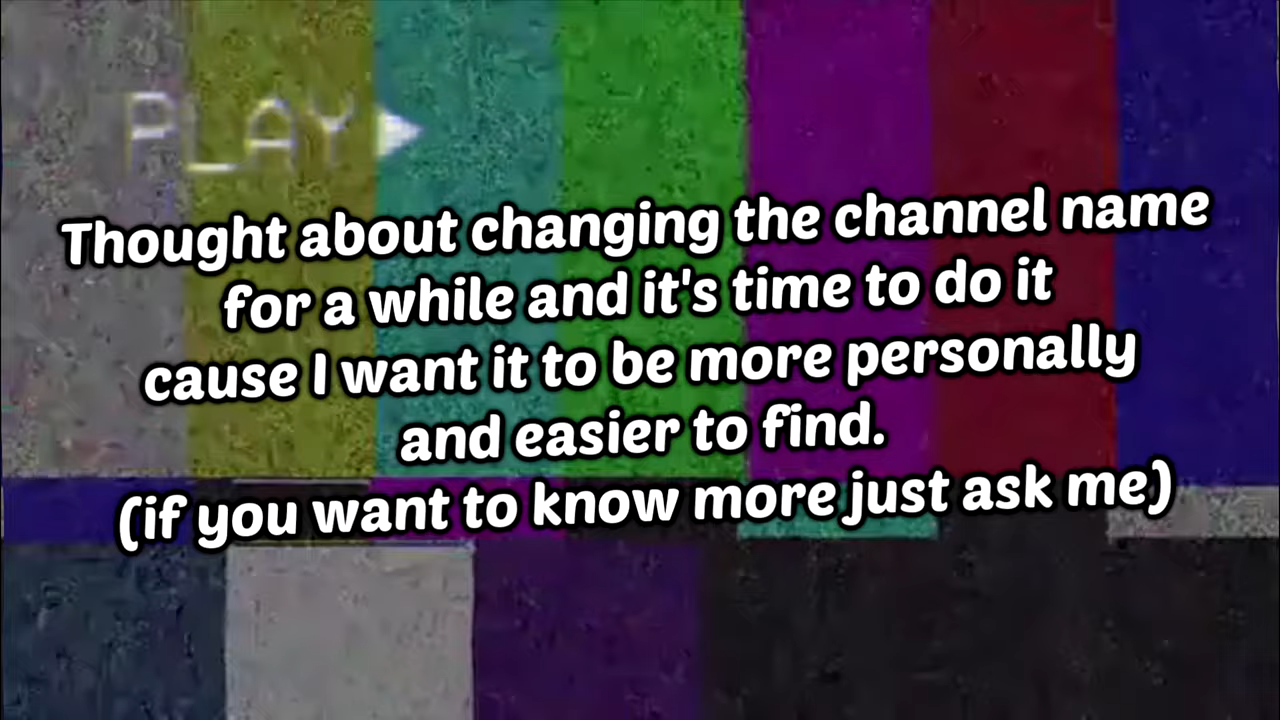 PLAY
Thought about changing the channel name
for a while and it's time to do it
cause I want it to be more personally
and easier to find.
(if you want to know more just ask me)